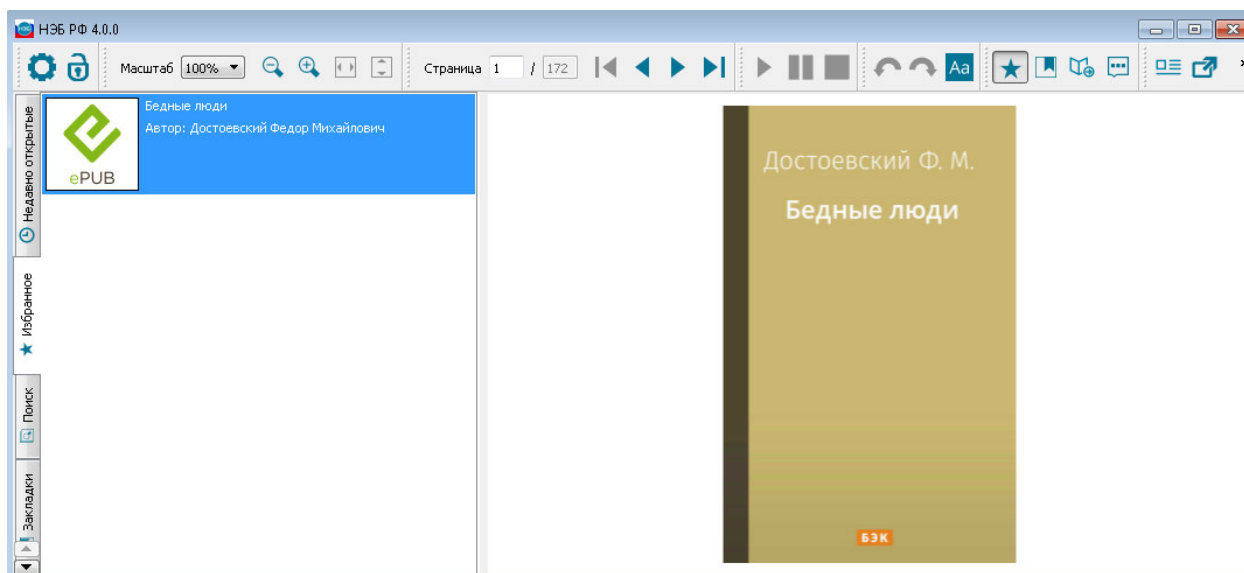 НЭБ РФ 4.0.0
Масштаб 100% Страница 1 / 172 Aa
Недавно открытые
Избранное
Поиск
Закладки
ePUB
Бедные люди
Автор: Достоевский Федор Михайлович
Достоевский Ф. М.
Бедные люди
БЭК